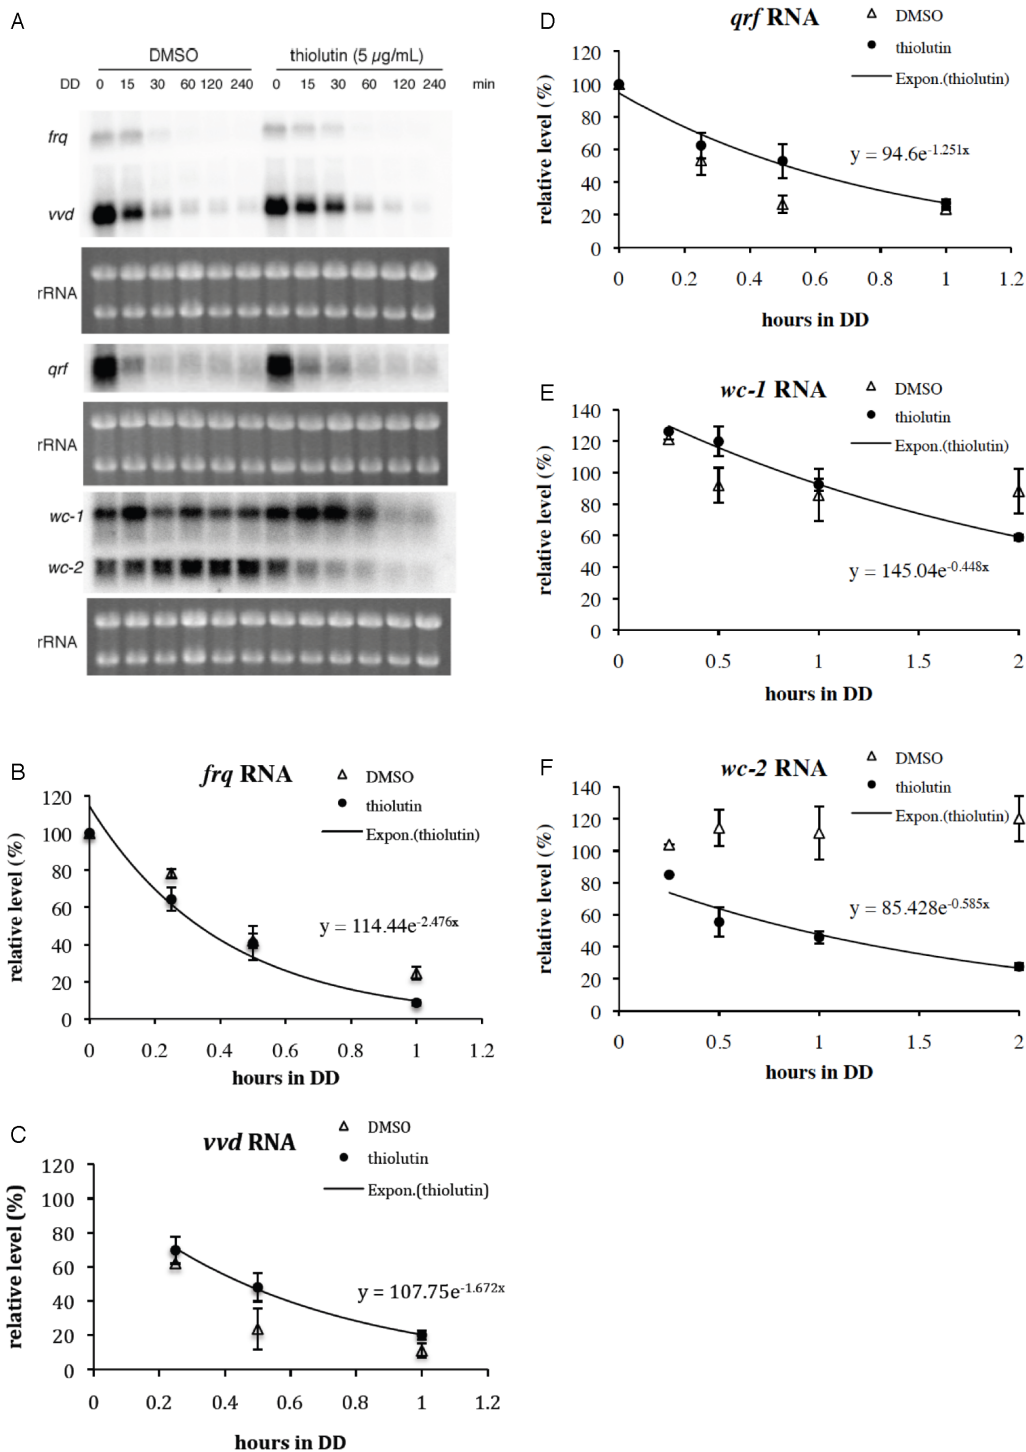 A
DMSO thiolutin (5 µg/mL)
DD 0 15 30 60 120 240 0 15 30 60 120 240 min
frq
vvd
rRNA
qrf
rRNA
wc-1
wc-2
rRNA
B
frq RNA
DMSO
thiolutin
Expon.(thiolutin)
relative level (%)
120
100
80
60
40
20
0
y = 114.44e-2.476x
0 0.2 0.4 0.6 0.8 1 1.2
hours in DD
C
vvd RNA
DMSO
thiolutin
Expon.(thiolutin)
relative level (%)
120
100
80
60
40
20
0
y = 107.75e-1.672x
0 0.2 0.4 0.6 0.8 1 1.2
hours in DD
D
qrf RNA
DMSO
thiolutin
Expon.(thiolutin)
relative level (%)
120
100
80
60
40
20
0
y = 94.6e-1.251x
0 0.2 0.4 0.6 0.8 1 1.2
hours in DD
E
wc-1 RNA
DMSO
thiolutin
Expon.(thiolutin)
relative level (%)
140
120
100
80
60
40
20
0
y = 145.04e-0.448x
0 0.5 1 1.5 2
hours in DD
F
wc-2 RNA
DMSO
thiolutin
Expon.(thiolutin)
relative level (%)
140
120
100
80
60
40
20
0
y = 85.428e-0.585x
0 0.5 1 1.5 2
hours in DD